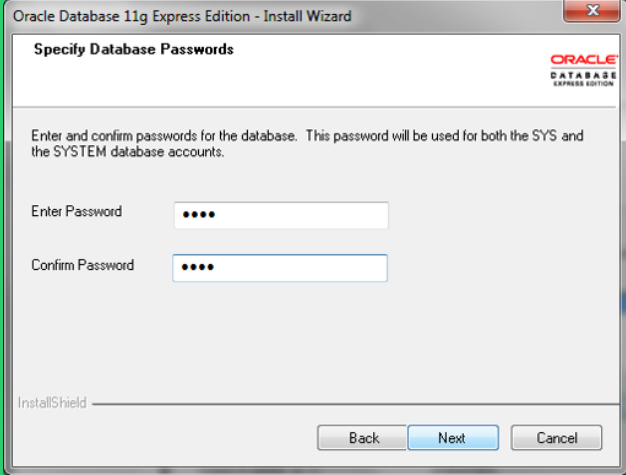 Oracle Database 11g Express Edition - Install Wizard
Specify Database Passwords
ORACLE
DATABASE
EXPRESS EDITION
Enter and confirm passwords for the database.  This password will be used for both the SYS and
the SYSTEM database accounts.
Enter Password
••••
Confirm Password
••••
InstallShield
Back
Next
Cancel